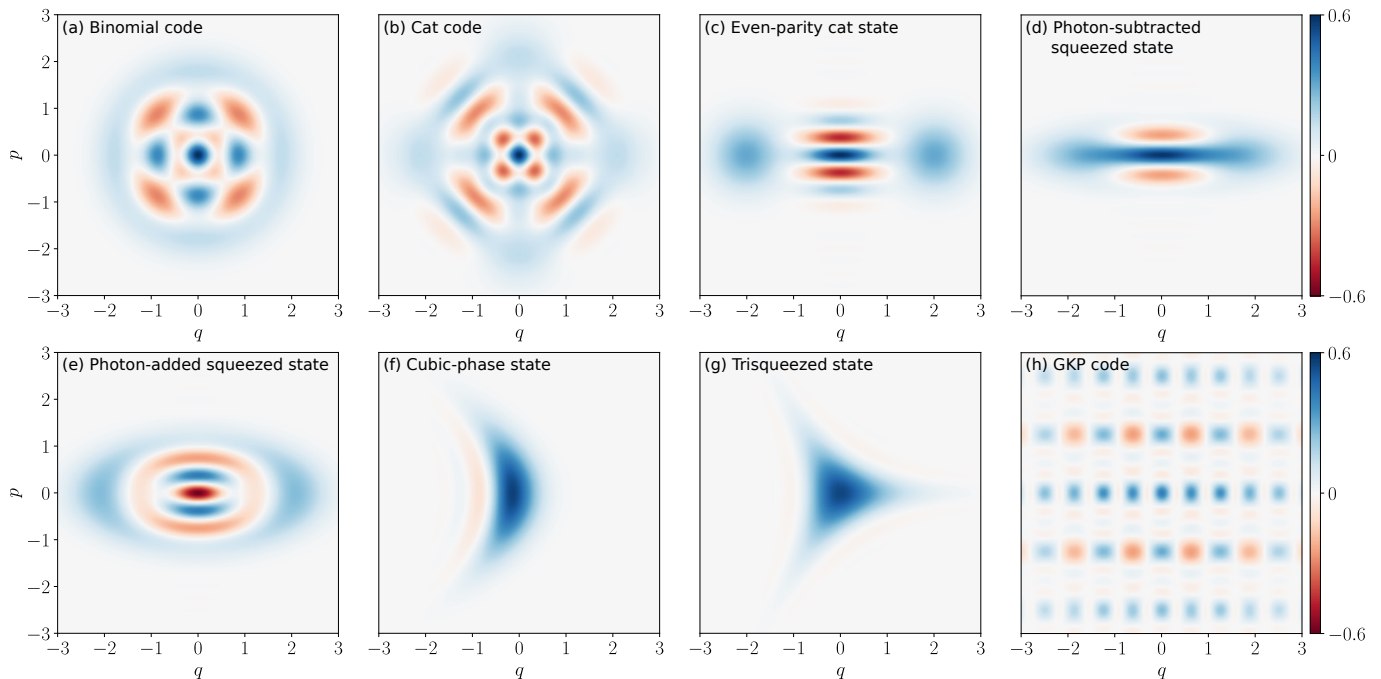 (a) Binomial code
(b) Cat code
(c) Even-parity cat state
(d) Photon-subtracted
squeezed state
3
2
1
0
−1
−2
−3
p
−3 −2 −1 0 1 2 3
q
−3 −2 −1 0 1 2 3
q
−3 −2 −1 0 1 2 3
q
−3 −2 −1 0 1 2 3
q
0.6
0
−0.6
(e) Photon-added squeezed state
(f) Cubic-phase state
(g) Trisqueezed state
(h) GKP code
3
2
1
0
−1
−2
−3
p
−3 −2 −1 0 1 2 3
q
−3 −2 −1 0 1 2 3
q
−3 −2 −1 0 1 2 3
q
−3 −2 −1 0 1 2 3
q
0.6
0
−0.6